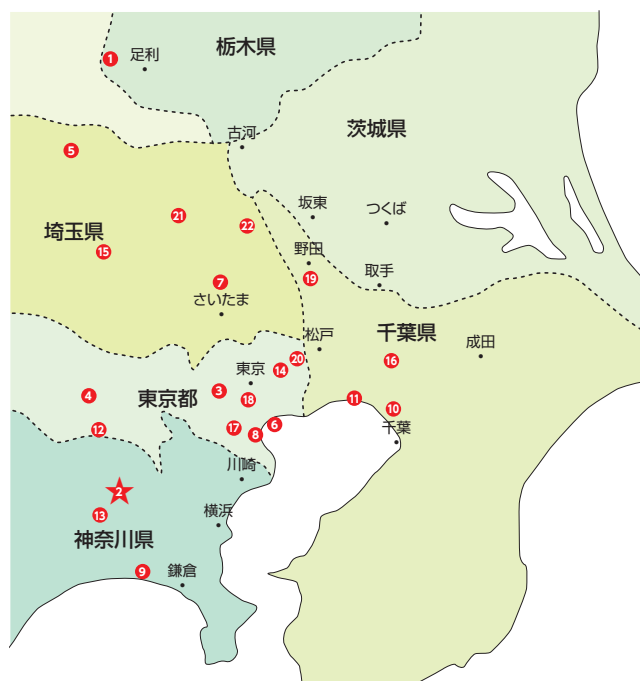 栃木県
1
足利
茨城県
古河
5
坂東
つくば
21
22
埼玉県
15
野田
19
取手
7
さいたま
松戸
千葉県
成田
20
16
14
東京
3
4
東京都
18
11
10
12
17
8
6
千葉
川崎
2
13
横浜
神奈川県
9
鎌倉